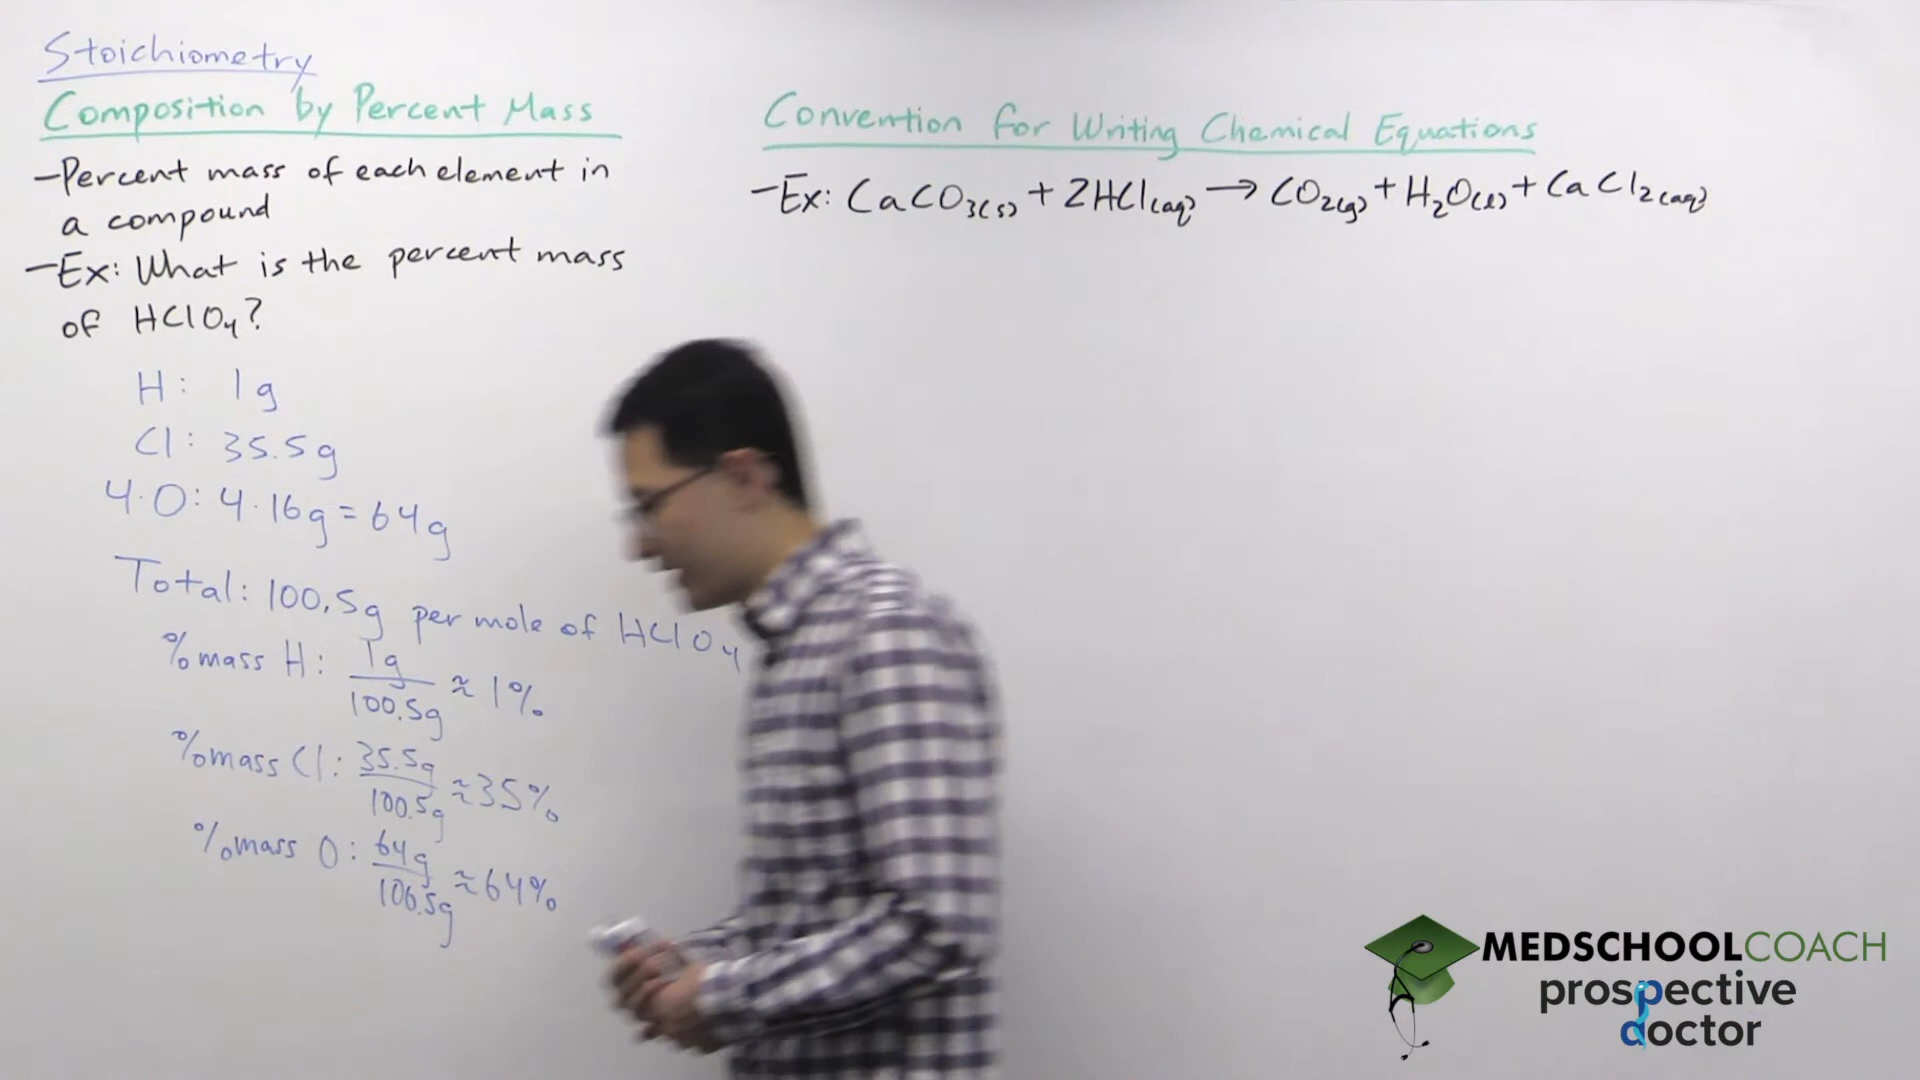 Stoichiometry
Composition by Percent Mass
-Percent mass of each element in
a compound
-Ex: What is the percent mass
of HClO₄?
H: 1g
Cl: 35.5g
4·O: 4·16g=64g
Total: 100.5g per mole of HClO₄
%mass H: 1g/100.5g ≈ 1%
%mass Cl: 35.5g/100.5g ≈35%
%mass O: 64g/100.5g ≈64%
Convention for Writing Chemical Equations
-Ex: CaCO₃(s) + 2HCl(aq) → CO₂(g) + H₂O(l) + CaCl₂(aq)
MEDSCHOOLCOACH
prospective
doctor